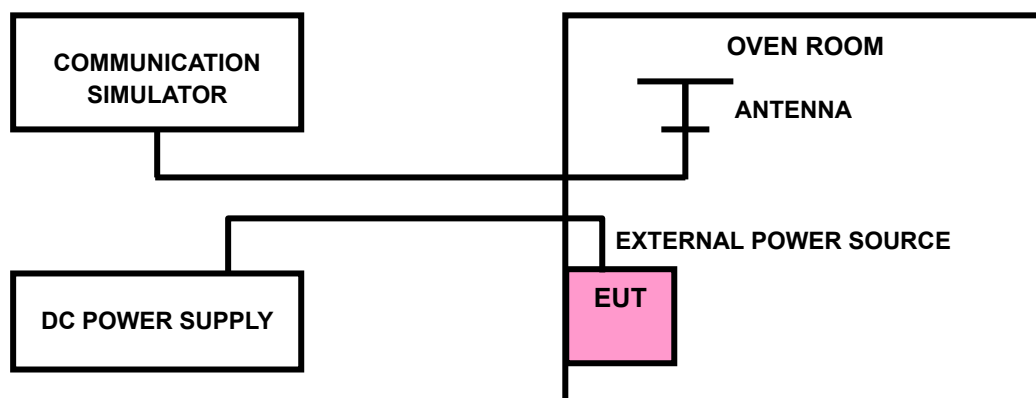 COMMUNICATION
SIMULATOR
OVEN ROOM
ANTENNA
EXTERNAL POWER SOURCE
EUT
DC POWER SUPPLY